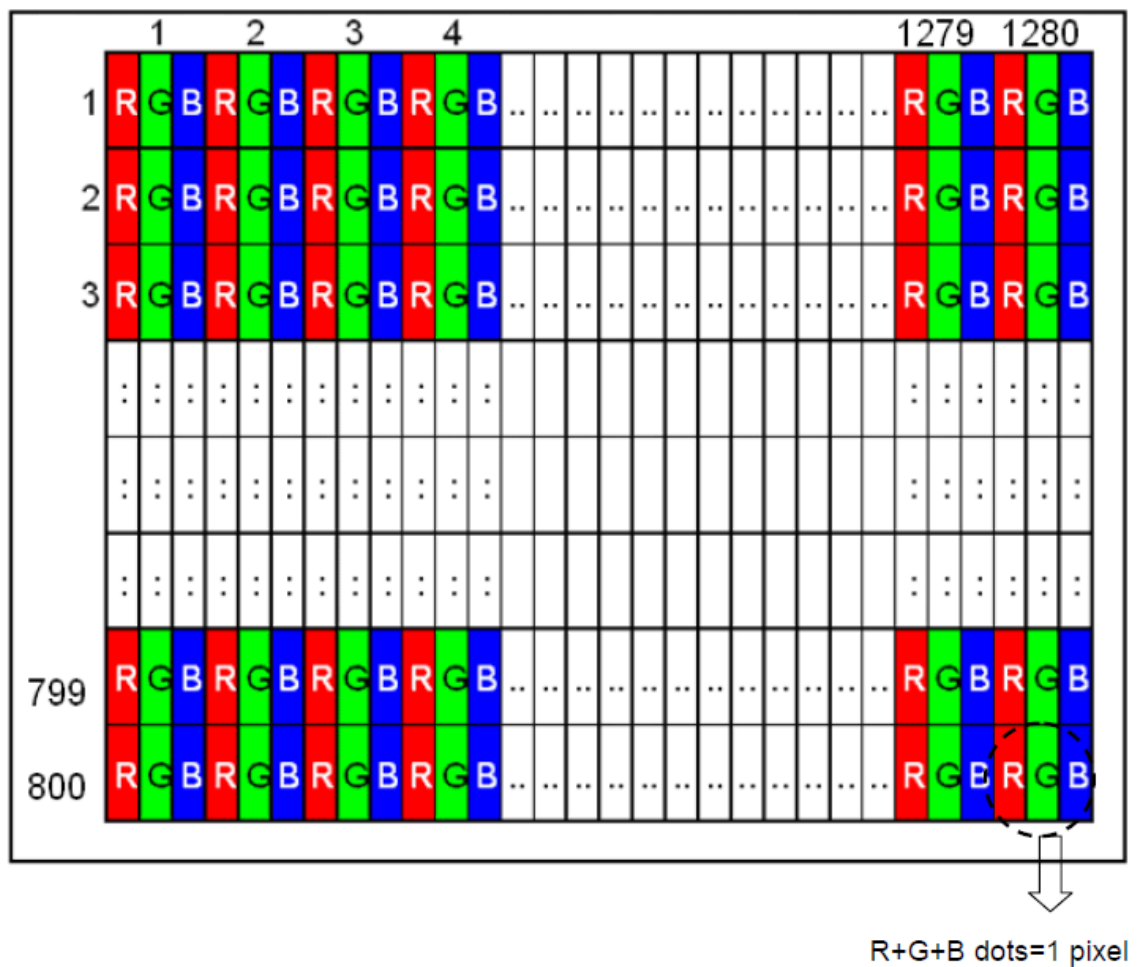 1 2 3 4 1279 1280
1 R G B R G B R G B R G B .. .. .. .. .. .. .. .. .. .. .. .. R G B R G B
2 R G B R G B R G B R G B .. .. .. .. .. .. .. .. .. .. .. .. R G B R G B
3 R G B R G B R G B R G B .. .. .. .. .. .. .. .. .. .. .. .. R G B R G B
: : : : : : : : : : : : : : : : : :
: : : : : : : : : : : : : : : : : :
: : : : : : : : : : : : : : : : : :
799 R G B R G B R G B R G B .. .. .. .. .. .. .. .. .. .. .. .. R G B R G B
800 R G B R G B R G B R G B .. .. .. .. .. .. .. .. .. .. .. .. R G B R G B
R+G+B dots=1 pixel